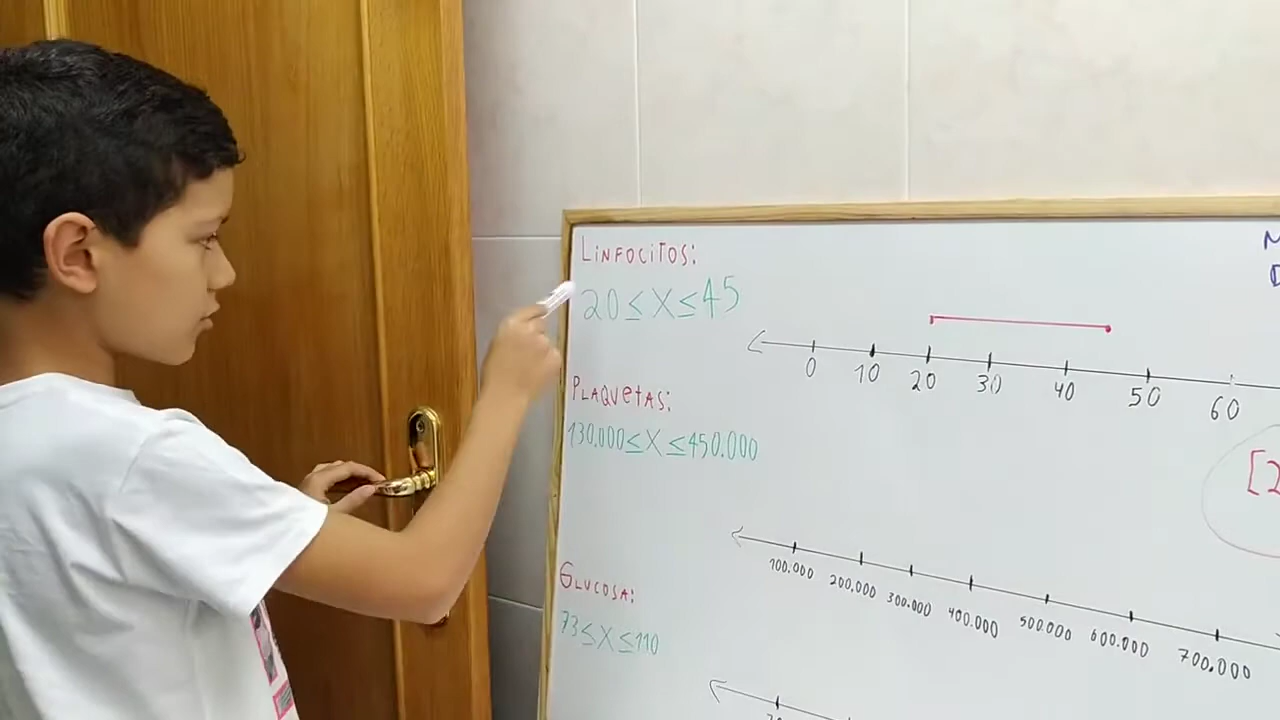 LINFOCITOS:
20 ≤ X ≤ 45
0 10 20 30 40 50 60
[2
PLAQUETAS:
130.000 ≤ X ≤ 450.000
100.000 200.000 300.000 400.000 500.000 600.000 700.000
GLUCOSA:
73 ≤ X ≤ 110